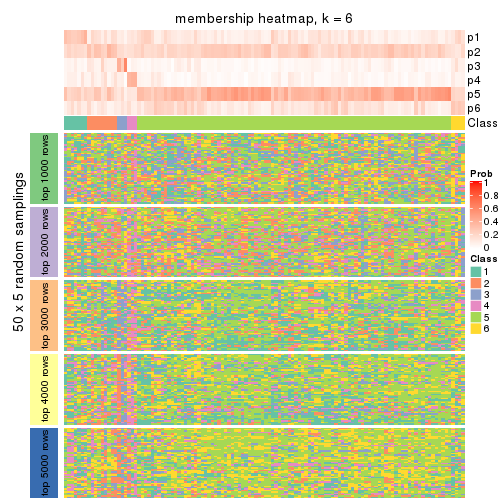 membership heatmap, k = 6
p1
p2
p3
p4
p5
p6
Class
50 x 5 random samplings
top 1000 rows
top 2000 rows
top 3000 rows
top 4000 rows
top 5000 rows
Prob
1
0.8
0.6
0.4
0.2
0
Class
1
2
3
4
5
6